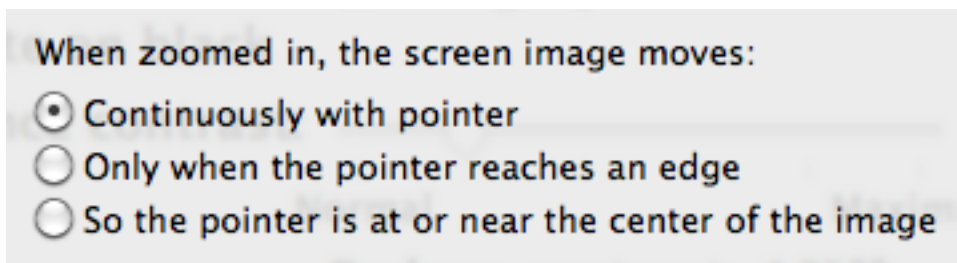 When zoomed in, the screen image moves:
Continuously with pointer
Only when the pointer reaches an edge
So the pointer is at or near the center of the image